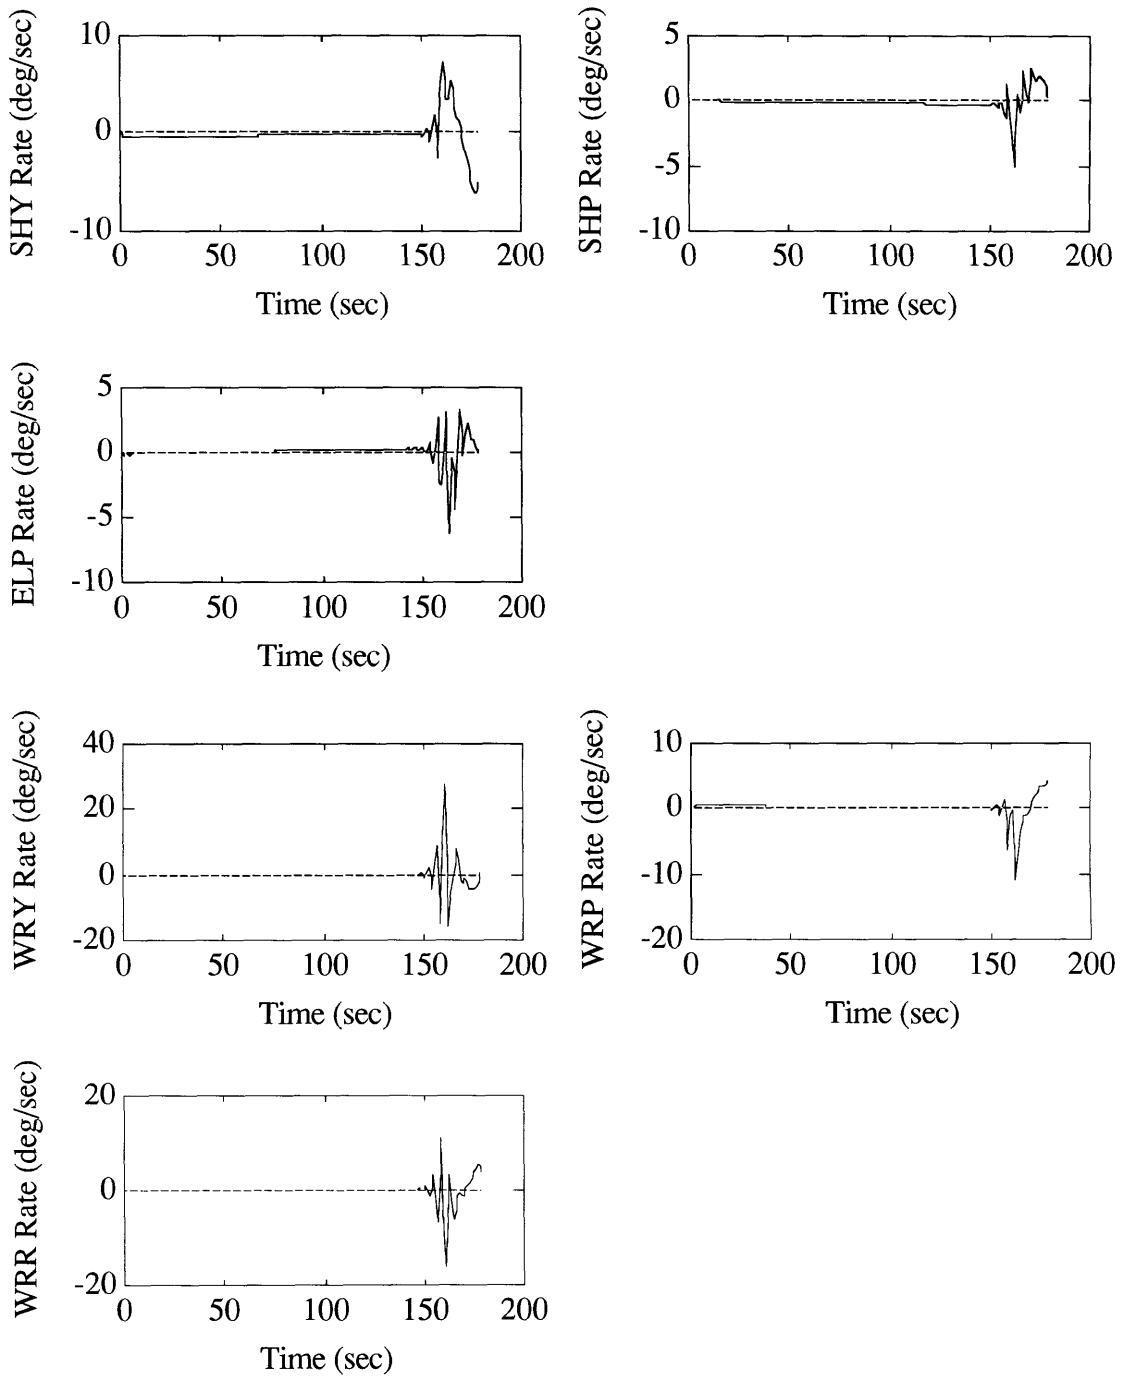 SHY Rate (deg/sec)
10
0
-10
0 50 100 150 200
Time (sec)
SHP Rate (deg/sec)
5
0
-5
-10
0 50 100 150 200
Time (sec)
ELP Rate (deg/sec)
5
0
-5
-10
0 50 100 150 200
Time (sec)
WRY Rate (deg/sec)
40
20
0
-20
0 50 100 150 200
Time (sec)
WRP Rate (deg/sec)
10
0
-10
-20
0 50 100 150 200
Time (sec)
WRR Rate (deg/sec)
20
0
-20
0 50 100 150 200
Time (sec)